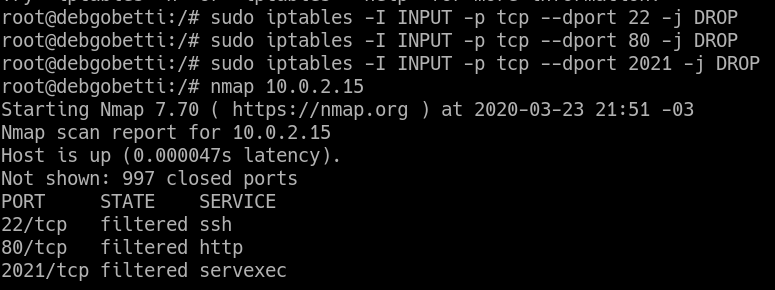 root@debgobetti:/# sudo iptables -I INPUT -p tcp --dport 22 -j DROP
root@debgobetti:/# sudo iptables -I INPUT -p tcp --dport 80 -j DROP
root@debgobetti:/# sudo iptables -I INPUT -p tcp --dport 2021 -j DROP
root@debgobetti:/# nmap 10.0.2.15
Starting Nmap 7.70 ( https://nmap.org ) at 2020-03-23 21:51 -03
Nmap scan report for 10.0.2.15
Host is up (0.000047s latency).
Not shown: 997 closed ports
PORT     STATE    SERVICE
22/tcp   filtered ssh
80/tcp   filtered http
2021/tcp filtered servexec